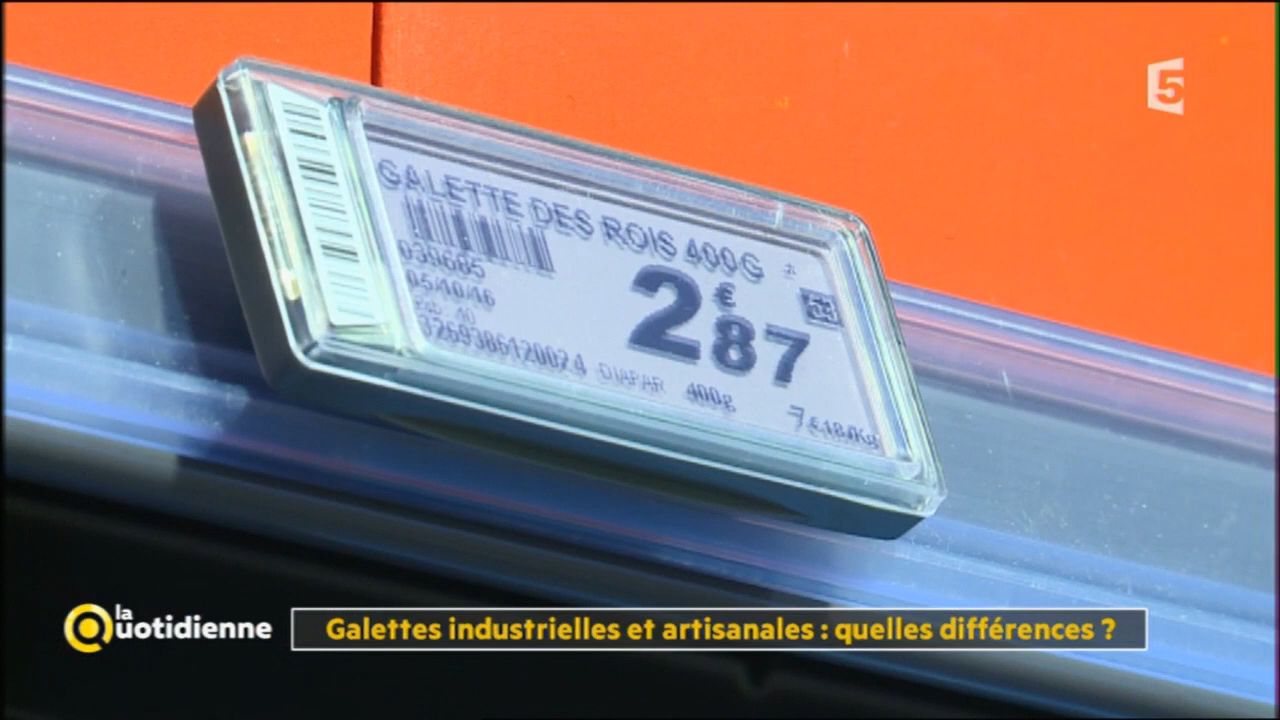 5
GALETTE DES ROIS 400G
039685
05/10/16
2€87
53
3269386120024 DIAPAR 400g
7€18/Kg
la Quotidienne
Galettes industrielles et artisanales : quelles différences ?